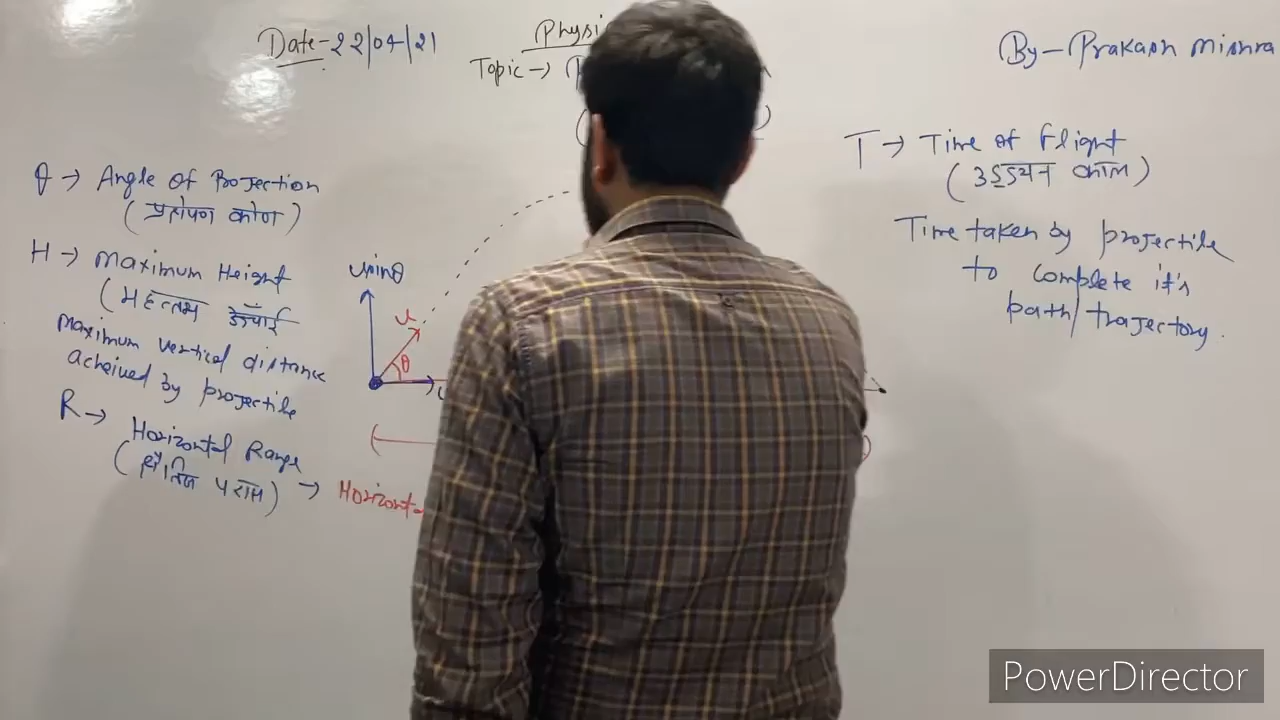 Date - 22/04/21
Physi
Topic →
By - Prakash Mishra
θ → Angle of Projection
(प्रक्षेपण कोण)
H → Maximum Height
(महत्तम ऊँचाई)
Maximum vertical distance
acheived by projectile
R → Horizontal Range
(क्षैतिज परास) → Horizonta
usinθ
u
θ
T → Time of flight
(उड्डयन काल)
Time taken by projectile
to complete it's
path/trajectory.
PowerDirector